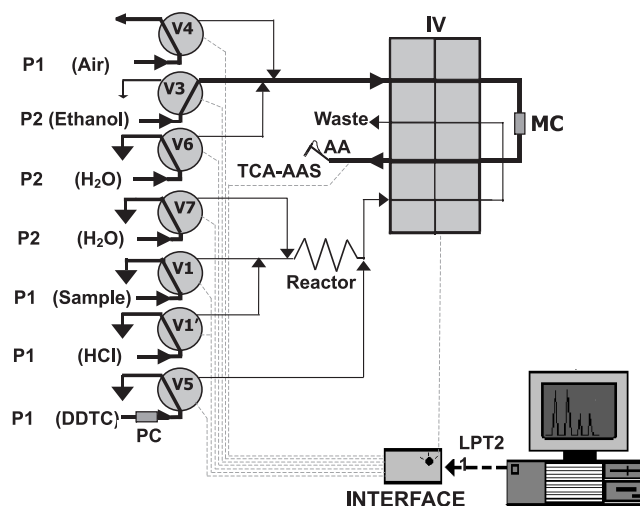 V4
IV
P1 (Air)
V3
P2 (Ethanol)
Waste
MC
AA
V6
TCA-AAS
P2 (H₂O)
V7
P2 (H₂O)
V1
Reactor
P1 (Sample)
V1'
P1 (HCl)
V5
P1 (DDTC)
PC
LPT2
1
INTERFACE